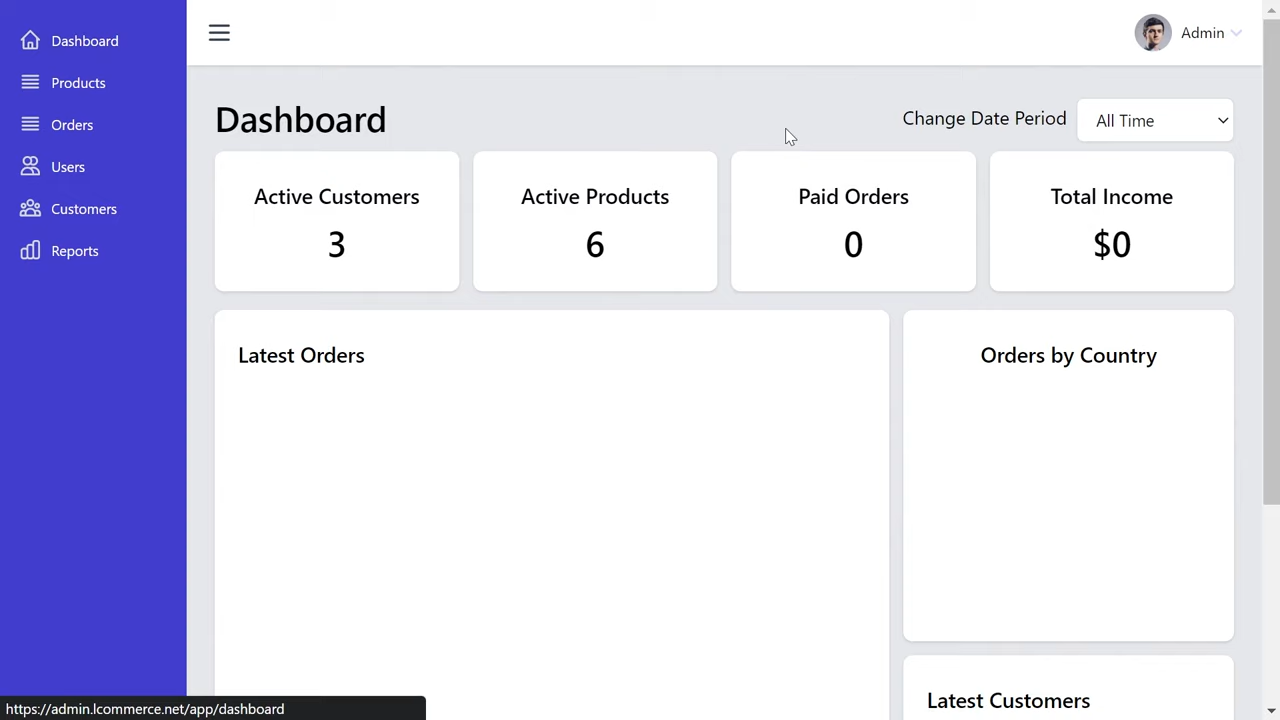 Dashboard
Products
Orders
Users
Customers
Reports
Admin
Dashboard
Change Date Period
All Time
Active Customers
3
Active Products
6
Paid Orders
0
Total Income
$0
Latest Orders
Orders by Country
Latest Customers
https://admin.lcommerce.net/app/dashboard